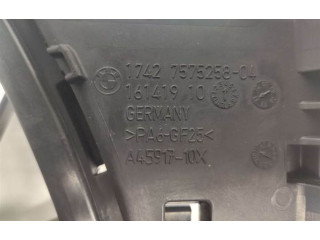 1742 7575258-04
161419 10
GERMANY
>PA6-GF25<
A45917-10X